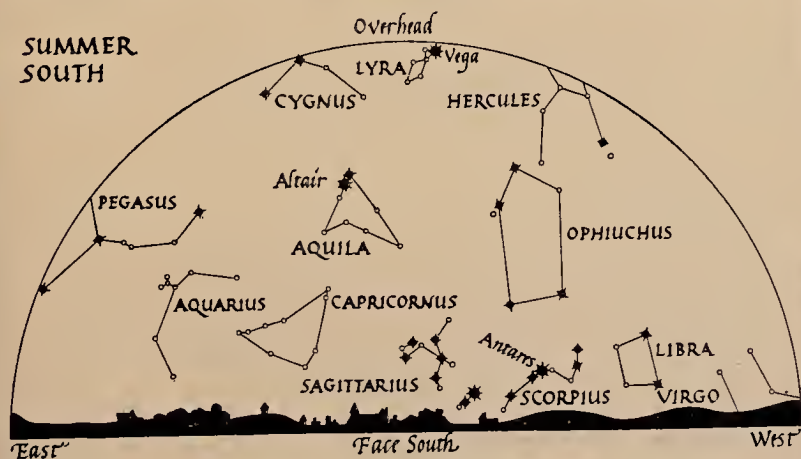 Overhead
SUMMER
SOUTH
Vega
LYRA
CYGNUS
HERCULES
Altair
PEGASUS
AQUILA
OPHIUCHUS
AQUARIUS
CAPRICORNUS
Antares
LIBRA
SAGITTARIUS
SCORPIUS
VIRGO
East
Face South
West